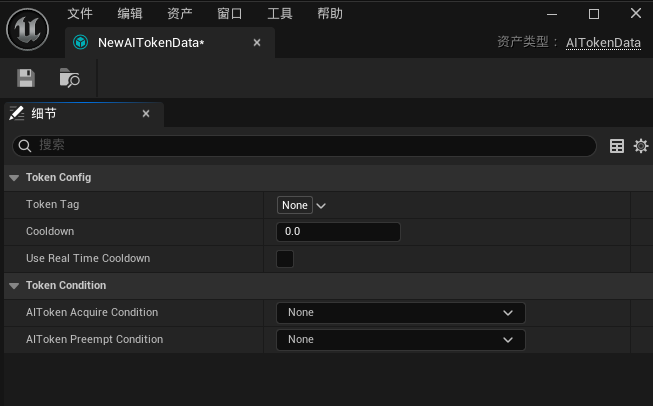 文件 编辑 资产 窗口 工具 帮助
NewAITokenData*
资产类型： AITokenData
细节
搜索
Token Config
Token Tag None
Cooldown 0.0
Use Real Time Cooldown
Token Condition
AIToken Acquire Condition None
AIToken Preempt Condition None